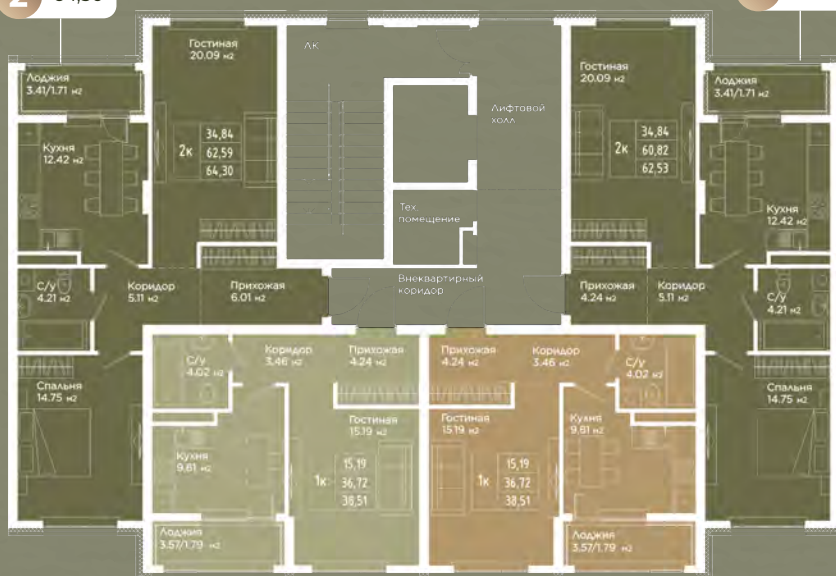 2
Гостиная
20.09 м2
ЛК
Лифтовой
холл
Гостиная
20.09 м2
Лоджия
3.41/1.71 м2
Лоджия
3.41/1.71 м2
Кухня
12.42 м2
2к
34,84
62,59
64,30
2к
34,84
60,82
62,53
Кухня
12.42 м2
Тех.
помещение
С/у
4.21 м2
Коридор
5.11 м2
Прихожая
6.01 м2
Внеквартирный
коридор
Прихожая
4.24 м2
Коридор
5.11 м2
С/у
4.21 м2
С/у
4.02 м2
Коридор
3.46 м2
Прихожая
4.24 м2
Прихожая
4.24 м2
Коридор
3.46 м2
С/у
4.02 м2
Спальня
14.75 м2
Спальня
14.75 м2
Гостиная
15.19 м2
Гостиная
15.19 м2
Кухня
9.81 м2
Кухня
9.81 м2
1к
15,19
36,72
38,51
1к
15,19
36,72
38,51
Лоджия
3.57/1.79 м2
Лоджия
3.57/1.79 м2